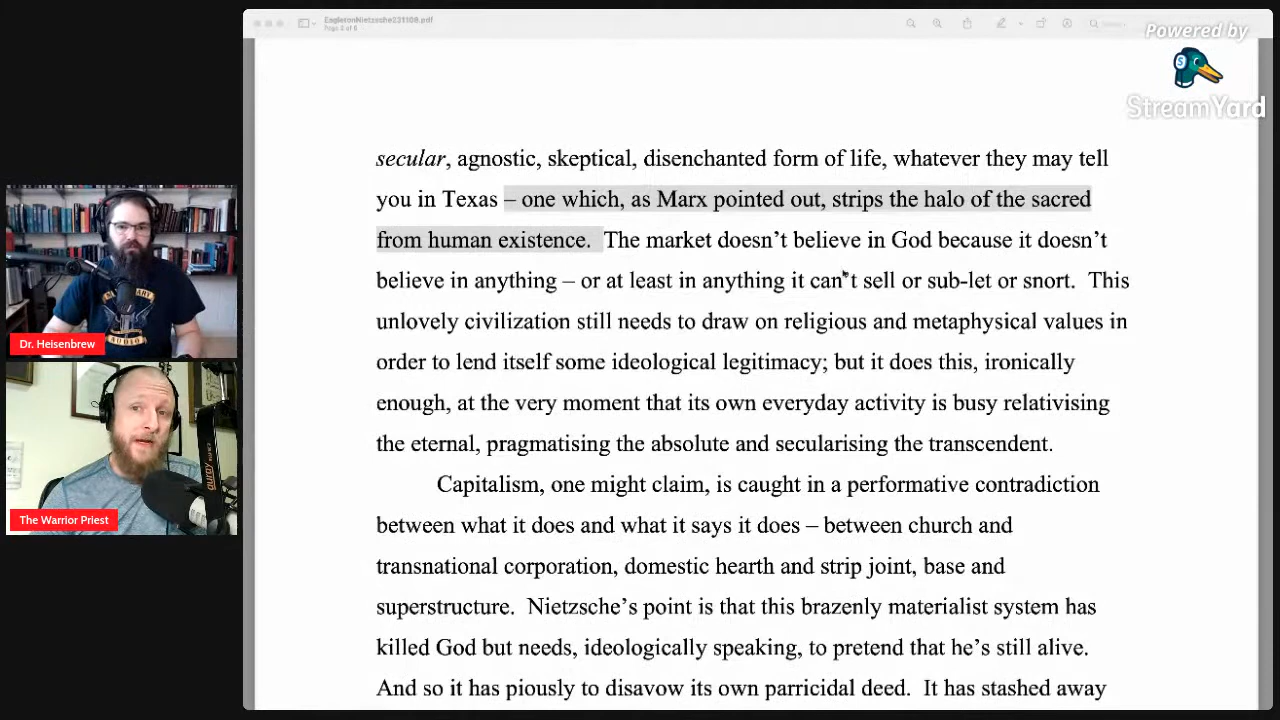 EagletonNietzsche231108.pdf
Powered by
StreamYard
secular, agnostic, skeptical, disenchanted form of life, whatever they may tell
you in Texas – one which, as Marx pointed out, strips the halo of the sacred
from human existence. The market doesn’t believe in God because it doesn’t
believe in anything – or at least in anything it can’t sell or sub-let or snort. This
unlovely civilization still needs to draw on religious and metaphysical values in
order to lend itself some ideological legitimacy; but it does this, ironically
enough, at the very moment that its own everyday activity is busy relativising
the eternal, pragmatising the absolute and secularising the transcendent.
Capitalism, one might claim, is caught in a performative contradiction
between what it does and what it says it does – between church and
transnational corporation, domestic hearth and strip joint, base and
superstructure. Nietzsche’s point is that this brazenly materialist system has
killed God but needs, ideologically speaking, to pretend that he’s still alive.
And so it has piously to disavow its own parricidal deed. It has stashed away
Dr. Heisenbrew
The Warrior Priest